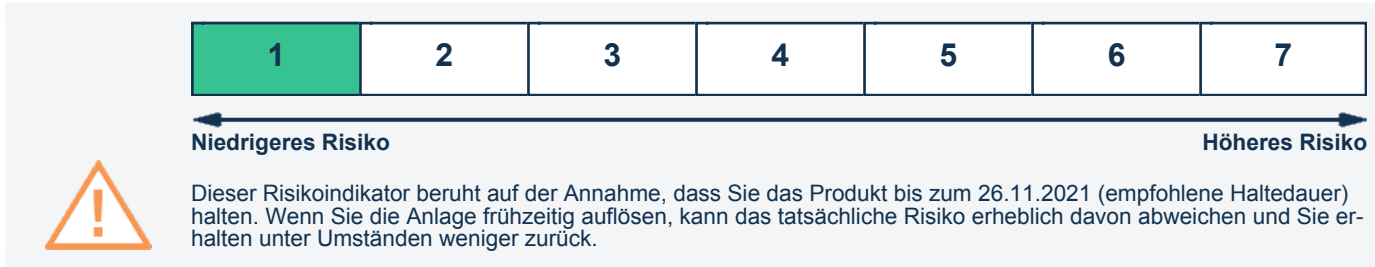 1 2 3 4 5 6 7
Niedrigeres Risiko Höheres Risiko
Dieser Risikoindikator beruht auf der Annahme, dass Sie das Produkt bis zum 26.11.2021 (empfohlene Haltedauer)
halten. Wenn Sie die Anlage frühzeitig auflösen, kann das tatsächliche Risiko erheblich davon abweichen und Sie er-
halten unter Umständen weniger zurück.